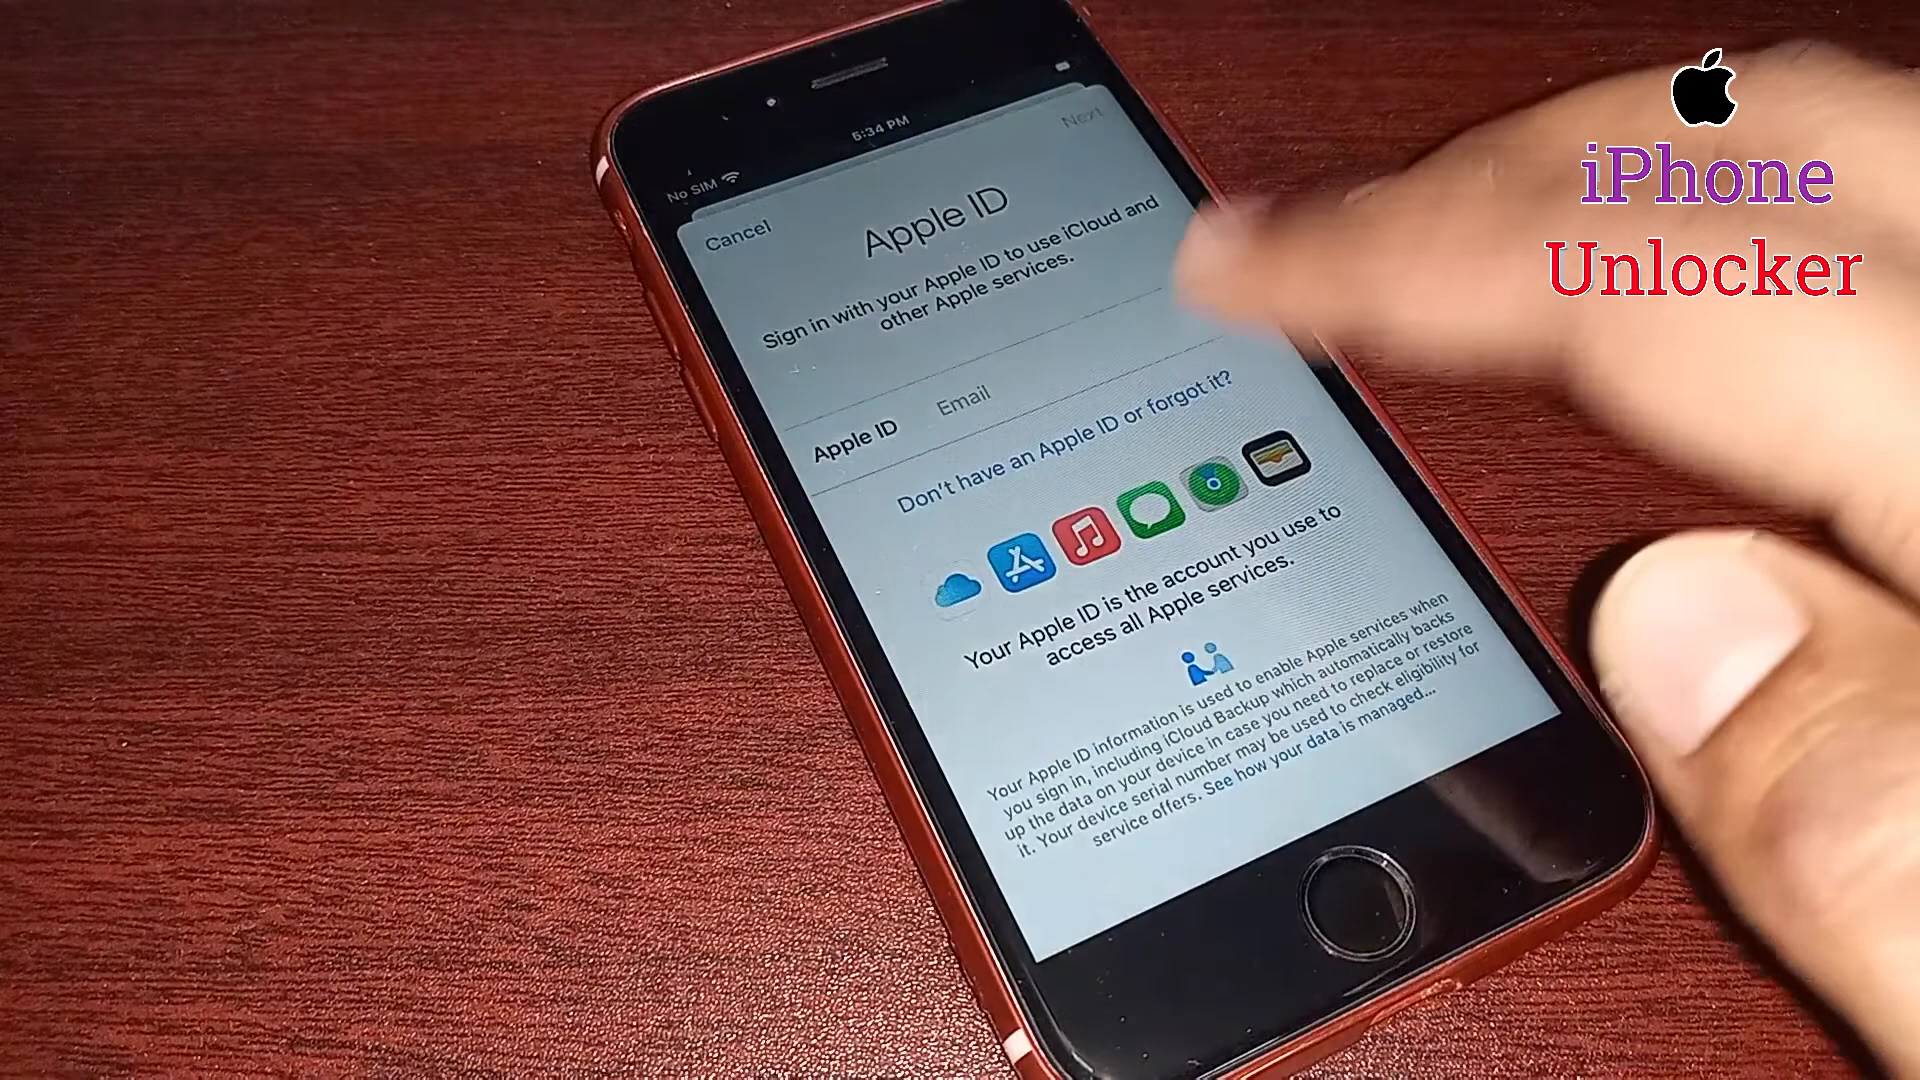 5:34 PM
No SIM
Cancel
Next
Apple ID
Sign in with your Apple ID to use iCloud and
other Apple services.
Apple ID
Email
Don't have an Apple ID or forgot it?
Your Apple ID is the account you use to
access all Apple services.
Your Apple ID information is used to enable Apple services when
you sign in, including iCloud Backup which automatically backs
up the data on your device in case you need to replace or restore
it. Your device serial number may be used to check eligibility for
service offers. See how your data is managed...
iPhone
Unlocker